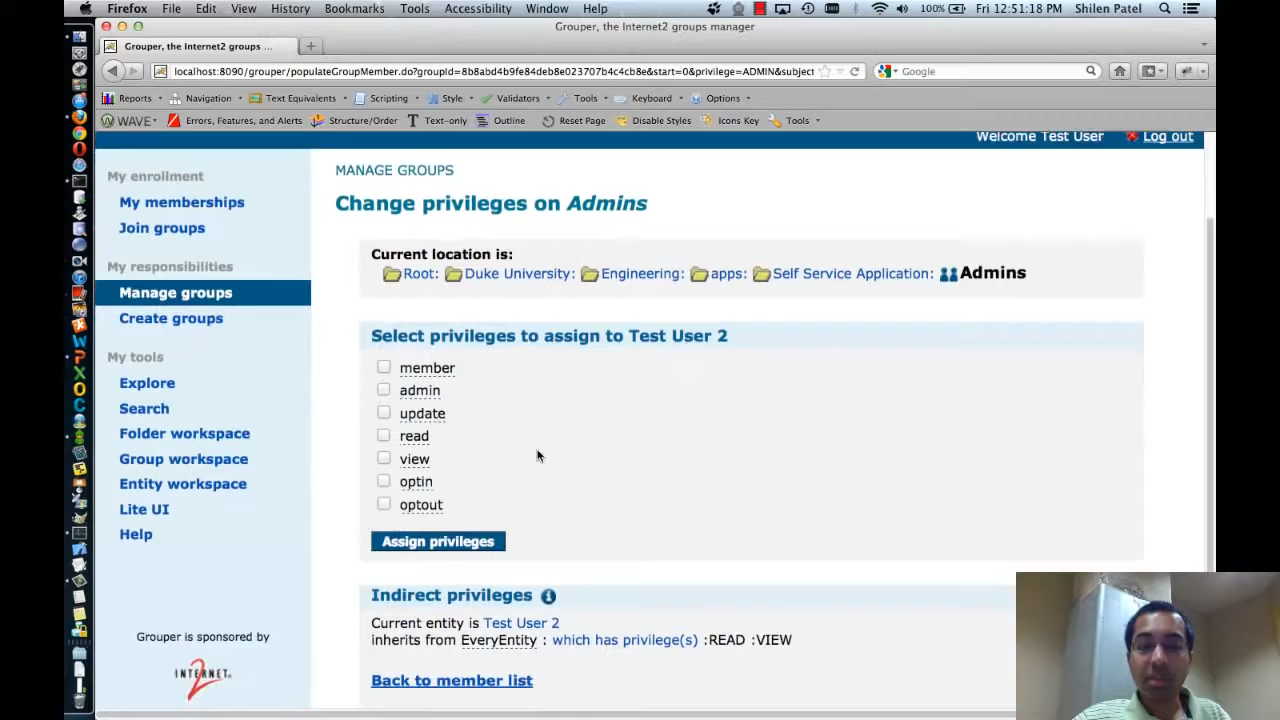 Firefox File Edit View History Bookmarks Tools Accessibility Window Help 100% Fri 12:51:18 PM Shilen Patel
Grouper, the Internet2 groups manager
Grouper, the Internet2 groups ...
localhost:8090/grouper/populateGroupMember.do?groupId=8b8abd4b9fe84deb8e023707b4c4cb8e&start=0&privilege=ADMIN&subject
Google
Reports Navigation Text Equivalents Scripting Style Validators Tools Keyboard Options
WAVE Errors, Features, and Alerts Structure/Order Text-only Outline Reset Page Disable Styles Icons Key Tools
Welcome Test User Log out
My enrollment
My memberships
Join groups
My responsibilities
Manage groups
Create groups
My tools
Explore
Search
Folder workspace
Group workspace
Entity workspace
Lite UI
Help
Grouper is sponsored by
INTERNET 2
MANAGE GROUPS
Change privileges on Admins
Current location is:
Root: Duke University: Engineering: apps: Self Service Application: Admins
Select privileges to assign to Test User 2
member
admin
update
read
view
optin
optout
Assign privileges
Indirect privileges
Current entity is Test User 2
inherits from EveryEntity : which has privilege(s) :READ :VIEW
Back to member list